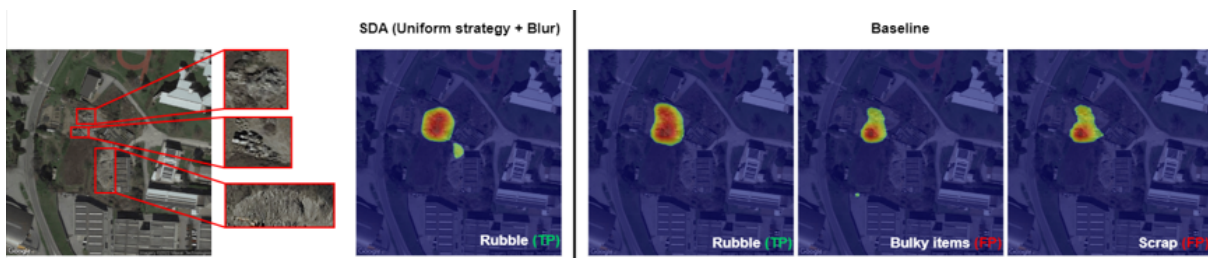 SDA (Uniform strategy + Blur)
Baseline
Rubble (TP)
Rubble (TP)
Bulky items (FP)
Scrap (FP)